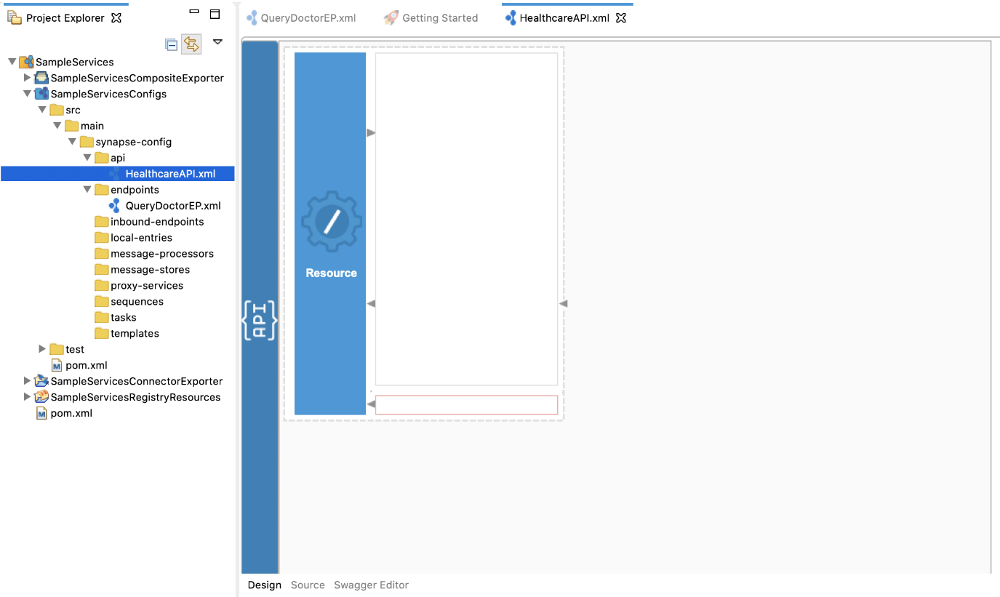 Project Explorer
SampleServices
SampleServicesCompositeExporter
SampleServicesConfigs
src
main
synapse-config
api
HealthcareAPI.xml
endpoints
QueryDoctorEP.xml
inbound-endpoints
local-entries
message-processors
message-stores
proxy-services
sequences
tasks
templates
test
pom.xml
SampleServicesConnectorExporter
SampleServicesRegistryResources
pom.xml
QueryDoctorEP.xml Getting Started HealthcareAPI.xml
{API}
Resource
Design Source Swagger Editor